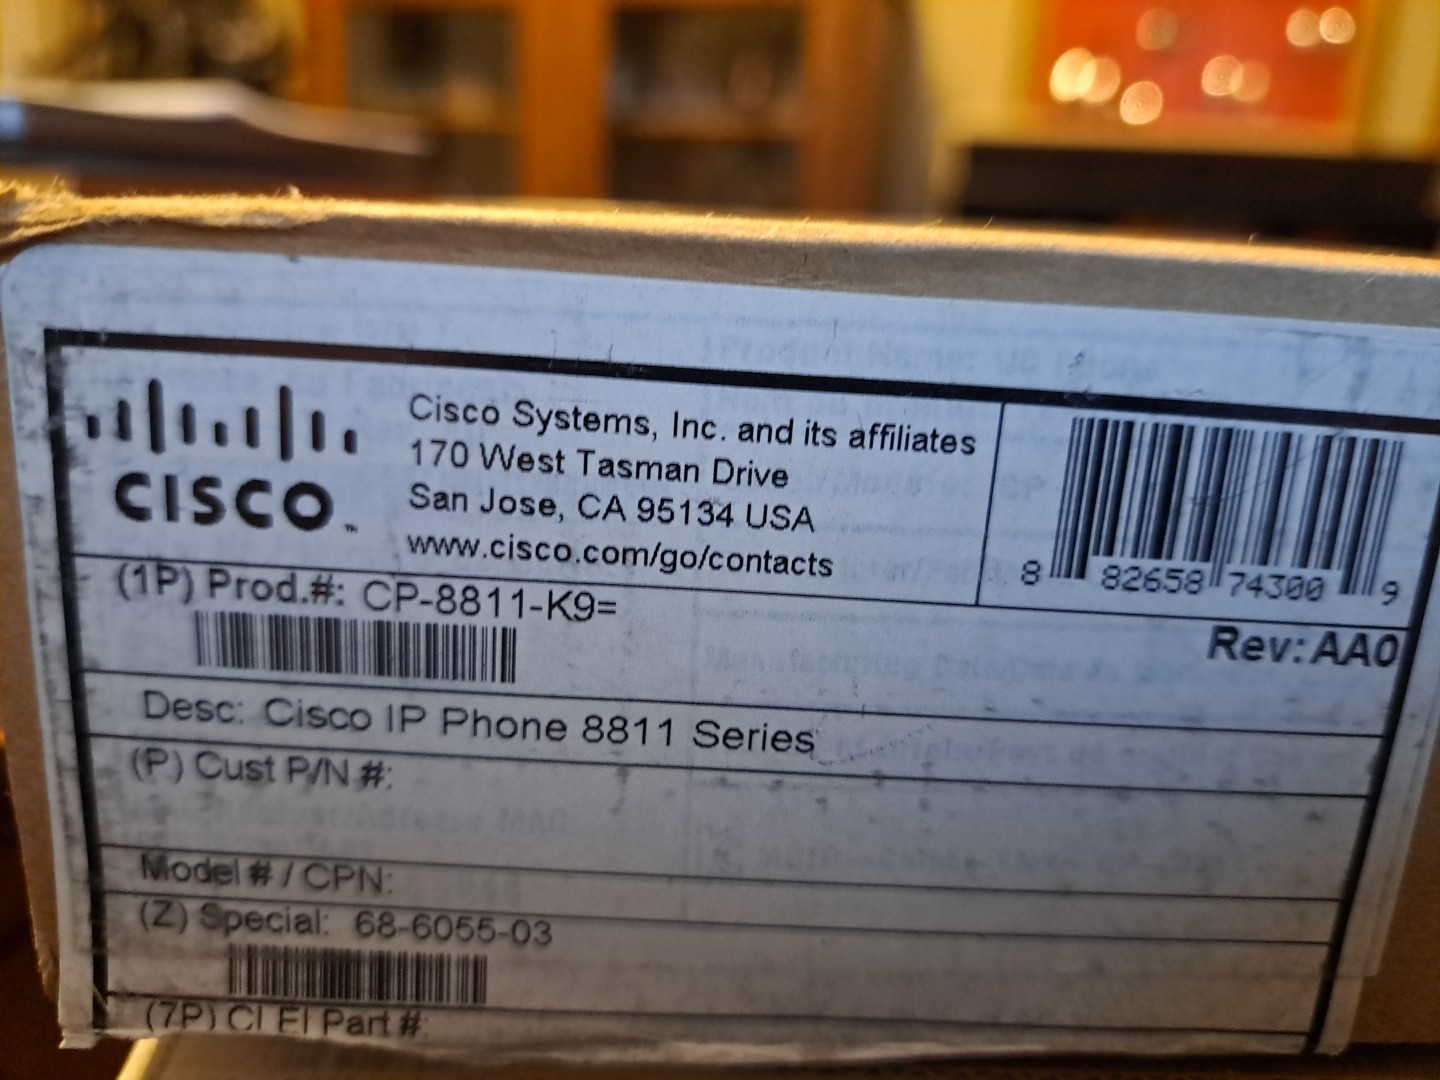 CISCO™
Cisco Systems, Inc. and its affiliates
170 West Tasman Drive
San Jose, CA 95134 USA
www.cisco.com/go/contacts
8 82658 74300 9
(1P) Prod.#: CP-8811-K9=
Rev: AA0
Desc: Cisco IP Phone 8811 Series
(P) Cust P/N #:
Model # / CPN:
(Z) Special: 68-6055-03
(7P) CLEI Part #: